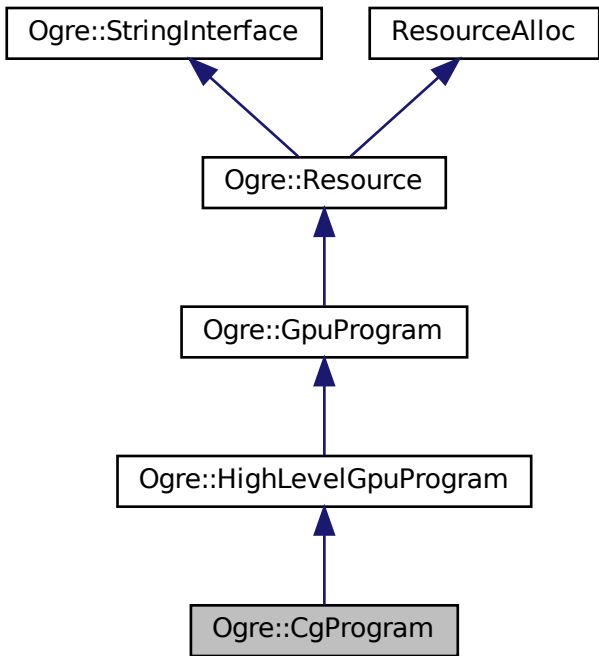 Ogre::StringInterface
ResourceAlloc
Ogre::Resource
Ogre::GpuProgram
Ogre::HighLevelGpuProgram
Ogre::CgProgram